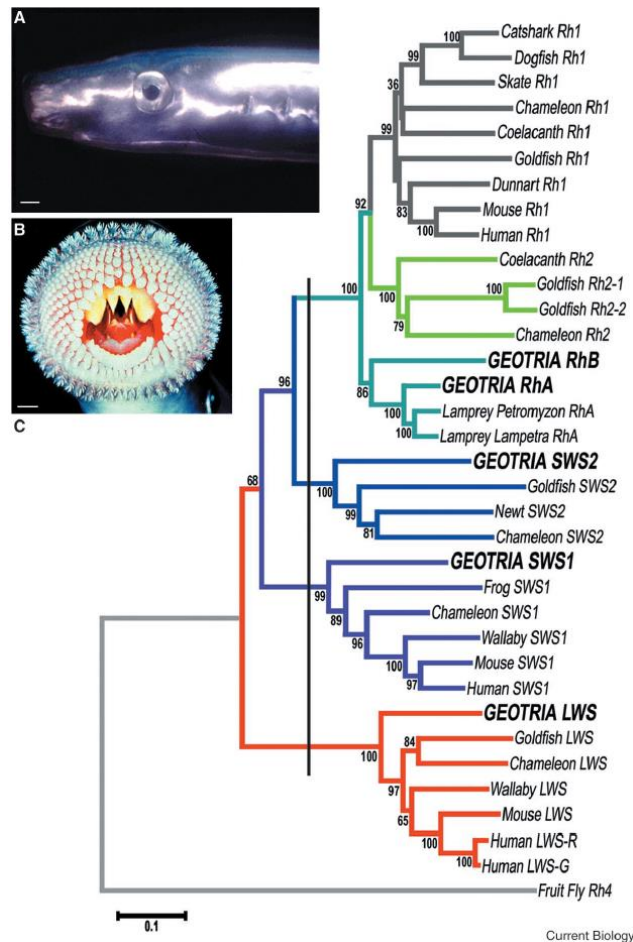 A
B
C
Catshark Rh1
Dogfish Rh1
Skate Rh1
Chameleon Rh1
Coelacanth Rh1
Goldfish Rh1
Dunnart Rh1
Mouse Rh1
Human Rh1
Coelacanth Rh2
Goldfish Rh2-1
Goldfish Rh2-2
Chameleon Rh2
GEOTRIA RhB
GEOTRIA RhA
Lamprey Petromyzon RhA
Lamprey Lampetra RhA
GEOTRIA SWS2
Goldfish SWS2
Newt SWS2
Chameleon SWS2
GEOTRIA SWS1
Frog SWS1
Chameleon SWS1
Wallaby SWS1
Mouse SWS1
Human SWS1
GEOTRIA LWS
Goldfish LWS
Chameleon LWS
Wallaby LWS
Mouse LWS
Human LWS-R
Human LWS-G
Fruit Fly Rh4
100
99
36
99
83
100
92
100
100
79
100
86
100
100
96
100
99
81
68
99
89
96
100
97
100
84
97
65
100
100
0.1
Current Biology